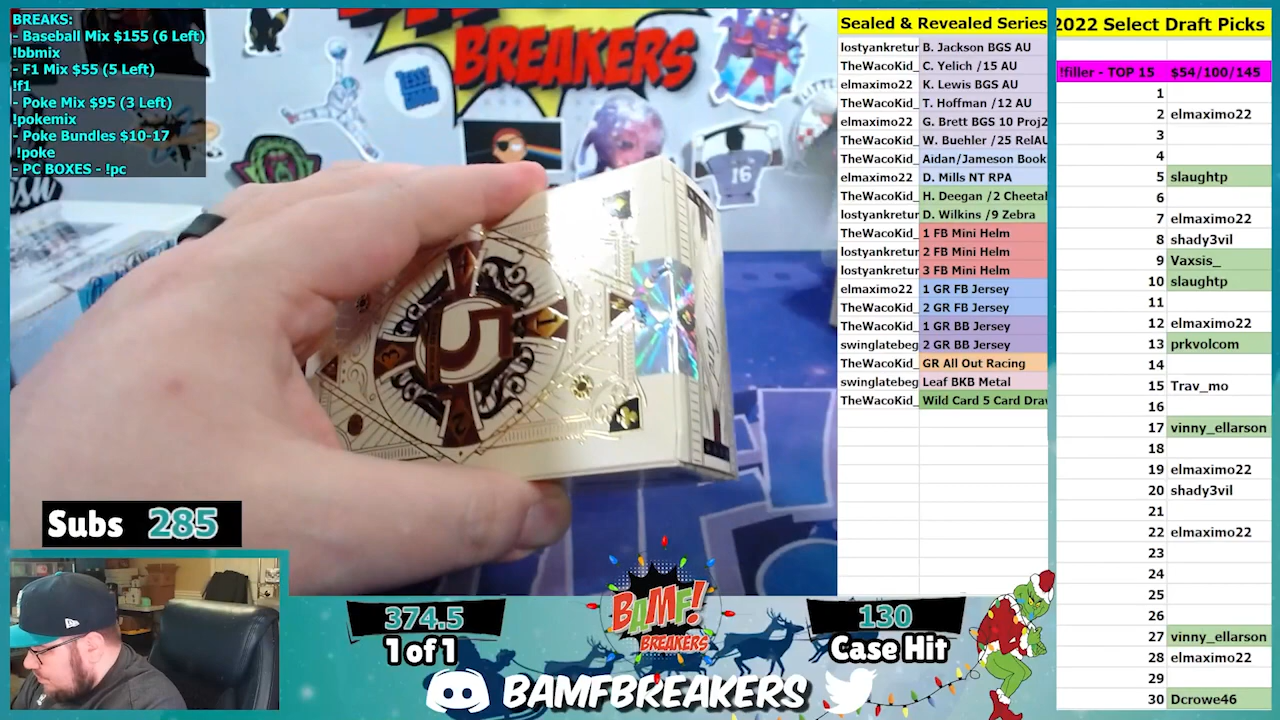 BREAKS:
- Baseball Mix $155 (6 Left)
!bbmix
- F1 Mix $55 (5 Left)
!f1
- Poke Mix $95 (3 Left)
!pokemix
- Poke Bundles $10-17
!poke
- PC BOXES - !pc
BREAKERS
16
5
Subs 285
374.5
1 of 1
BAMF!
BREAKERS
130
Case Hit
BAMFBREAKERS
Sealed & Revealed Series
lostyankretur B. Jackson BGS AU
TheWacoKid_ C. Yelich /15 AU
elmaximo22 K. Lewis BGS AU
TheWacoKid_ T. Hoffman /12 AU
elmaximo22 G. Brett BGS 10 Proj2
TheWacoKid_ W. Buehler /25 RelAU
TheWacoKid_ Aidan/Jameson Book
elmaximo22 D. Mills NT RPA
TheWacoKid_ H. Deegan /2 Cheetah
lostyankretur D. Wilkins /9 Zebra
TheWacoKid_ 1 FB Mini Helm
lostyankretur 2 FB Mini Helm
lostyankretur 3 FB Mini Helm
elmaximo22 1 GR FB Jersey
TheWacoKid_ 2 GR FB Jersey
TheWacoKid_ 1 GR BB Jersey
swinglatebeg 2 GR BB Jersey
TheWacoKid_ GR All Out Racing
swinglatebeg Leaf BKB Metal
TheWacoKid_ Wild Card 5 Card Draw
2022 Select Draft Picks
!filler - TOP 15 $54/100/145
1
2 elmaximo22
3
4
5 slaughtp
6
7 elmaximo22
8 shady3vil
9 Vaxsis_
10 slaughtp
11
12 elmaximo22
13 prkvolcom
14
15 Trav_mo
16
17 vinny_ellarson
18
19 elmaximo22
20 shady3vil
21
22 elmaximo22
23
24
25
26
27 vinny_ellarson
28 elmaximo22
29
30 Dcrowe46